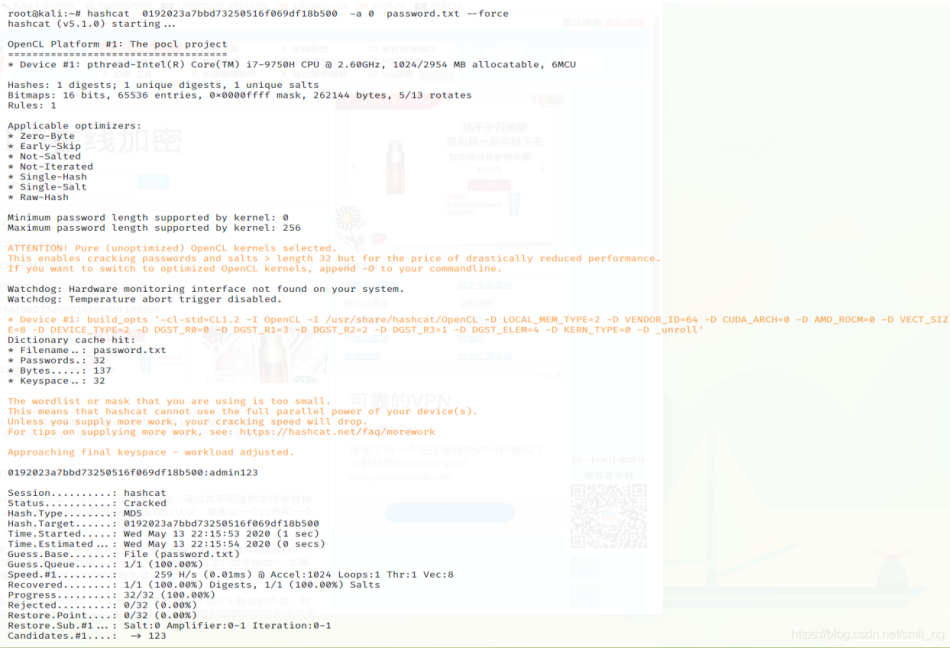 root@kali:~# hashcat  0192023a7bbd73250516f069df18b500  -a 0  password.txt --force
hashcat (v5.1.0) starting...

OpenCL Platform #1: The pocl project
====================================
* Device #1: pthread-Intel(R) Core(TM) i7-9750H CPU @ 2.60GHz, 1024/2954 MB allocatable, 6MCU

Hashes: 1 digests; 1 unique digests, 1 unique salts
Bitmaps: 16 bits, 65536 entries, 0x0000ffff mask, 262144 bytes, 5/13 rotates
Rules: 1

Applicable optimizers:
* Zero-Byte
* Early-Skip
* Not-Salted
* Not-Iterated
* Single-Hash
* Single-Salt
* Raw-Hash

Minimum password length supported by kernel: 0
Maximum password length supported by kernel: 256

ATTENTION! Pure (unoptimized) OpenCL kernels selected.
This enables cracking passwords and salts > length 32 but for the price of drastically reduced performance.
If you want to switch to optimized OpenCL kernels, append -O to your commandline.

Watchdog: Hardware monitoring interface not found on your system.
Watchdog: Temperature abort trigger disabled.

* Device #1: build_opts '-cl-std=CL1.2 -I OpenCL -I /usr/share/hashcat/OpenCL -D LOCAL_MEM_TYPE=2 -D VENDOR_ID=64 -D CUDA_ARCH=0 -D AMD_ROCM=0 -D VECT_SIZ
E=8 -D DEVICE_TYPE=2 -D DGST_R0=0 -D DGST_R1=3 -D DGST_R2=2 -D DGST_R3=1 -D DGST_ELEM=4 -D KERN_TYPE=0 -D _unroll'
Dictionary cache hit:
* Filename..: password.txt
* Passwords.: 32
* Bytes.....: 137
* Keyspace..: 32

The wordlist or mask that you are using is too small.
This means that hashcat cannot use the full parallel power of your device(s).
Unless you supply more work, your cracking speed will drop.
For tips on supplying more work, see: https://hashcat.net/faq/morework

Approaching final keyspace - workload adjusted.

0192023a7bbd73250516f069df18b500:admin123

Session..........: hashcat
Status...........: Cracked
Hash.Type........: MD5
Hash.Target......: 0192023a7bbd73250516f069df18b500
Time.Started.....: Wed May 13 22:15:53 2020 (1 sec)
Time.Estimated...: Wed May 13 22:15:54 2020 (0 secs)
Guess.Base.......: File (password.txt)
Guess.Queue......: 1/1 (100.00%)
Speed.#1.........:      259 H/s (0.01ms) @ Accel:1024 Loops:1 Thr:1 Vec:8
Recovered........: 1/1 (100.00%) Digests, 1/1 (100.00%) Salts
Progress.........: 32/32 (100.00%)
Rejected.........: 0/32 (0.00%)
Restore.Point....: 0/32 (0.00%)
Restore.Sub.#1...: Salt:0 Amplifier:0-1 Iteration:0-1
Candidates.#1....:  -> 123
线加密
可靠的VPN
https://blog.csdn.net/smli_ng